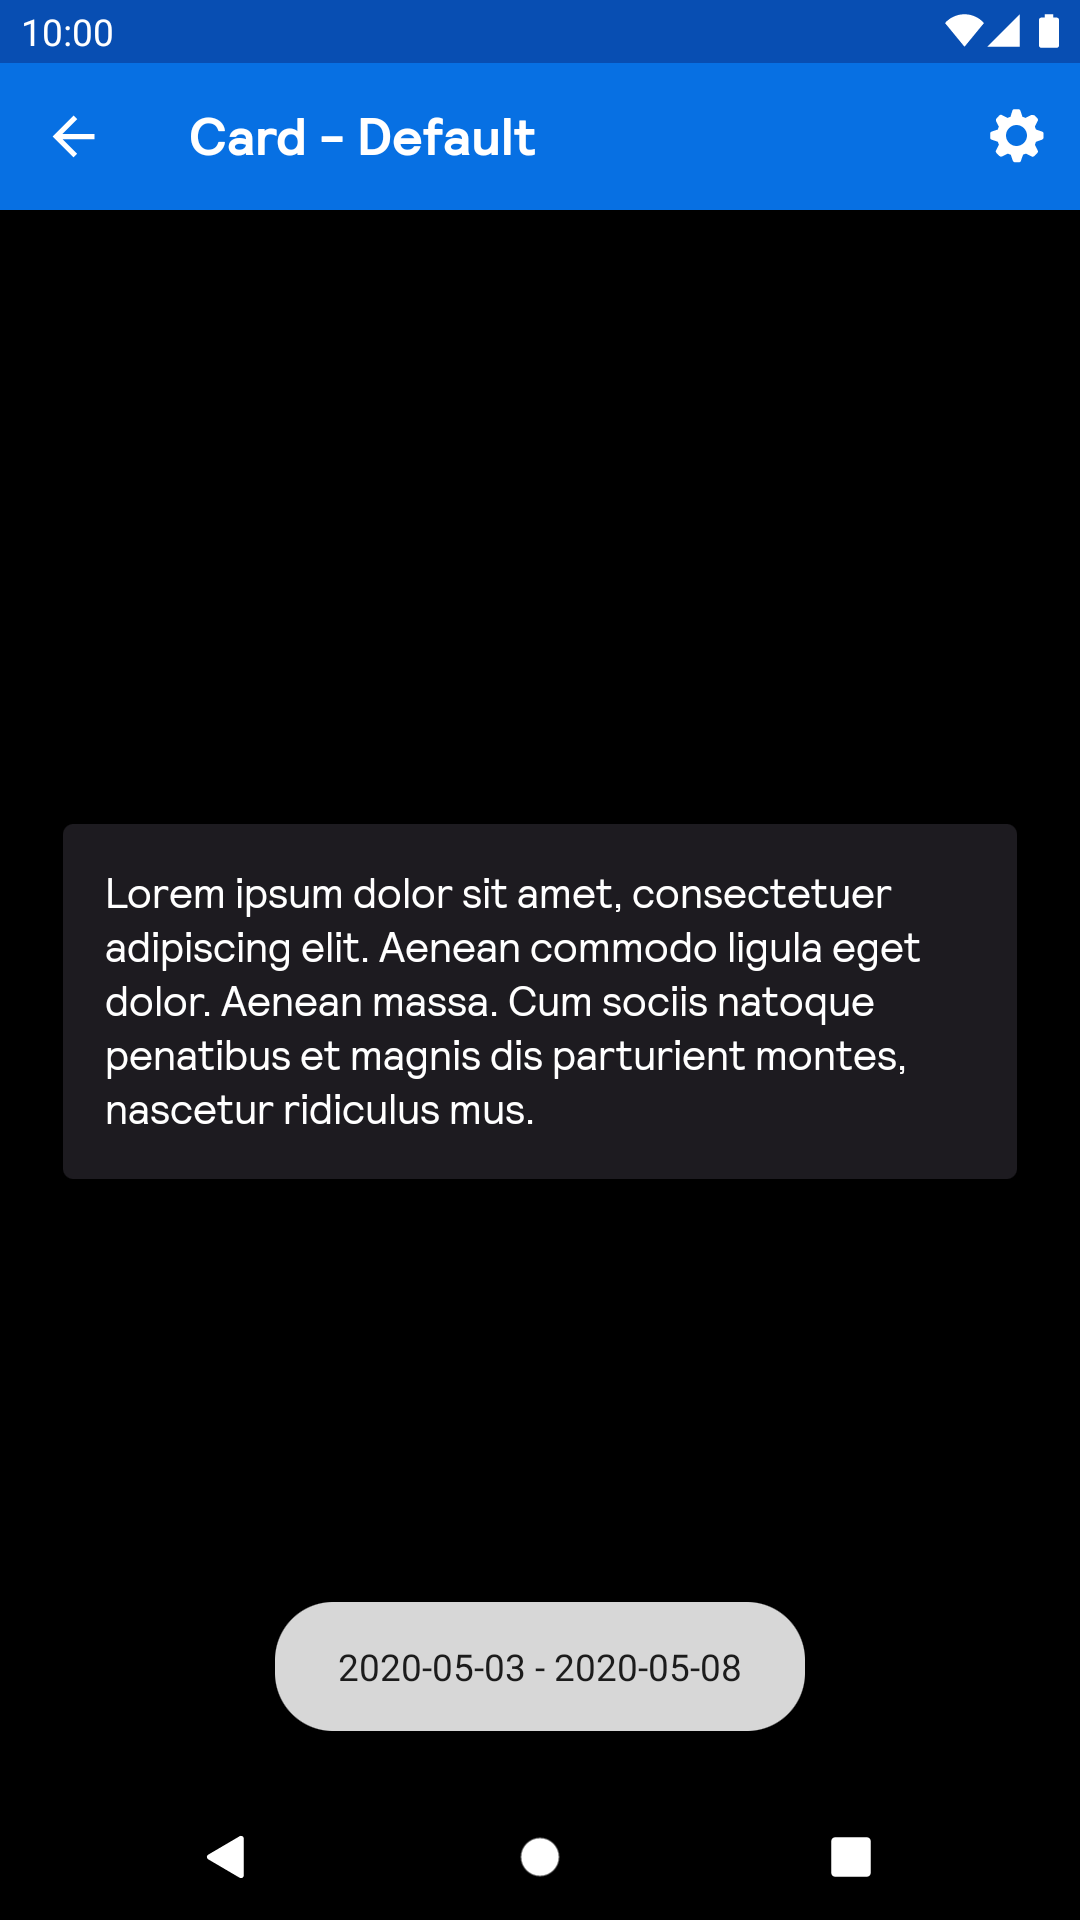 10:00
Card - Default
Lorem ipsum dolor sit amet, consectetuer
adipiscing elit. Aenean commodo ligula eget
dolor. Aenean massa. Cum sociis natoque
penatibus et magnis dis parturient montes,
nascetur ridiculus mus.
2020-05-03 - 2020-05-08